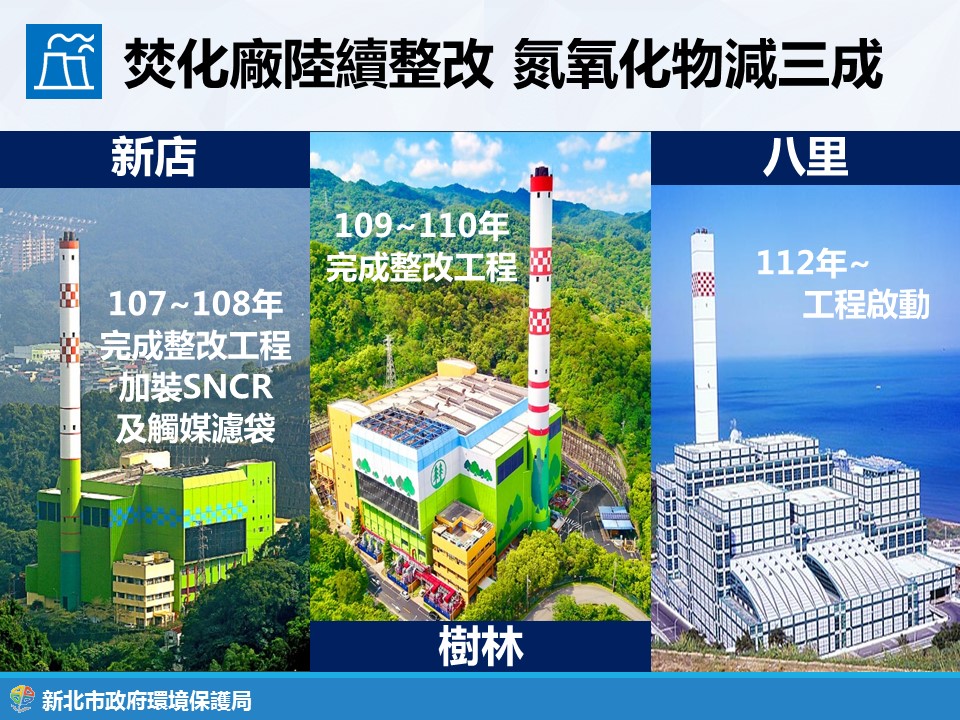 焚化廠陸續整改 氮氧化物減三成
新店
107~108年
完成整改工程
加裝SNCR
及觸媒濾袋
109~110年
完成整改工程
樹林
八里
112年~
工程啟動
新北市政府環境保護局